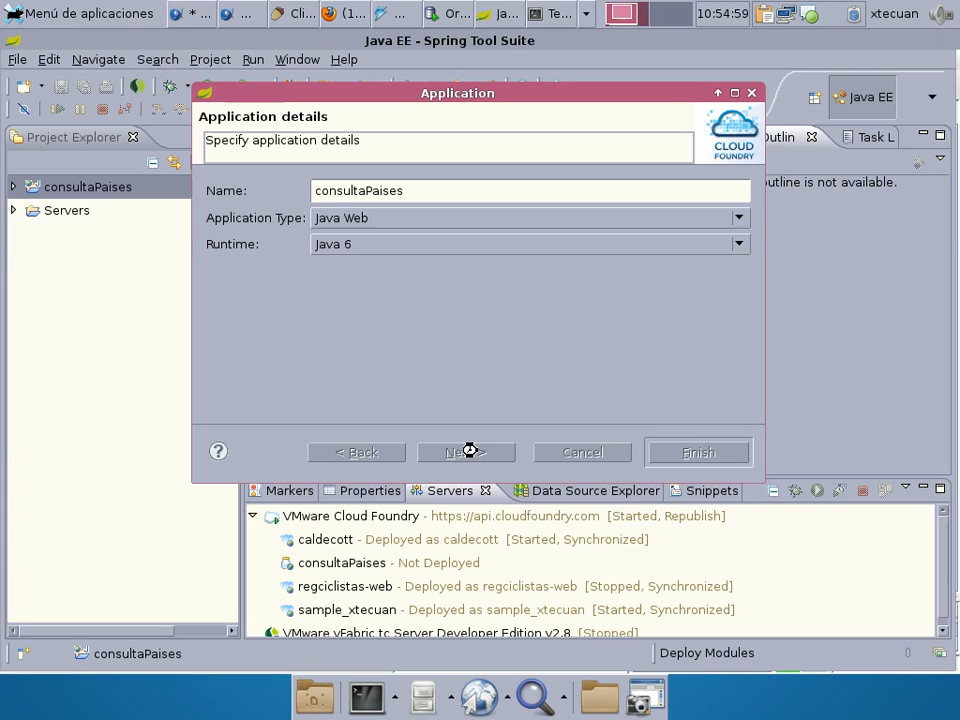 Menú de aplicaciones
* ...
...
Cli...
(1...
...
Or...
Ja...
Te...
10:54:59
xtecuan
Java EE - Spring Tool Suite
File Edit Navigate Search Project Run Window Help
Java EE
Application
Application details
Specify application details
CLOUD
FOUNDRY
Project Explorer
consultaPaises
Servers
Outlin
Task L
outline is not available.
Name: consultaPaises
Application Type: Java Web
Runtime: Java 6
< Back
Cancel
Finish
Markers
Properties
Servers
Data Source Explorer
Snippets
VMware Cloud Foundry - https://api.cloudfoundry.com [Started, Republish]
caldecott - Deployed as caldecott [Started, Synchronized]
consultaPaises - Not Deployed
regciclistas-web - Deployed as regciclistas-web [Stopped, Synchronized]
sample_xtecuan - Deployed as sample_xtecuan [Started, Synchronized]
VMware vFabric tc Server Developer Edition v2.8 [Stopped]
consultaPaises
Deploy Modules
0